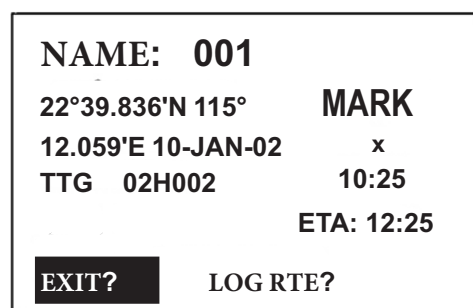 NAME: 001
22°39.836'N 115° MARK
12.059'E 10-JAN-02 x
TTG 02H002 10:25
ETA: 12:25
EXIT? LOG RTE?